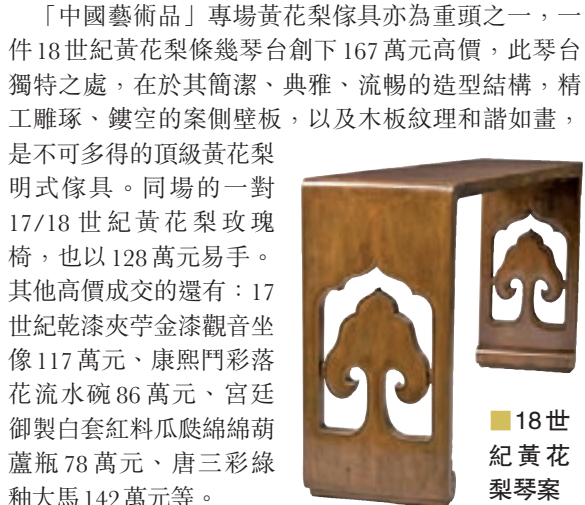 「中國藝術品」專場黃花梨傢具亦為重頭之一，一
件18世紀黃花梨條幾琴台創下167萬元高價，此琴台
獨特之處，在於其簡潔、典雅、流暢的造型結構，精
工雕琢、鏤空的案側壁板，以及木板紋理和諧如畫，
是不可多得的頂級黃花梨
明式傢具。同場的一對
17/18世紀黃花梨玫瑰
椅，也以128萬元易手。
其他高價成交的還有：17
世紀乾漆夾苧金漆觀音坐
像117萬元、康熙鬥彩落
花流水碗86萬元、宮廷
御製白套紅料瓜瓞綿綿葫
蘆瓶78萬元、唐三彩綠
釉大馬142萬元等。
■18世
紀黃花
梨琴案